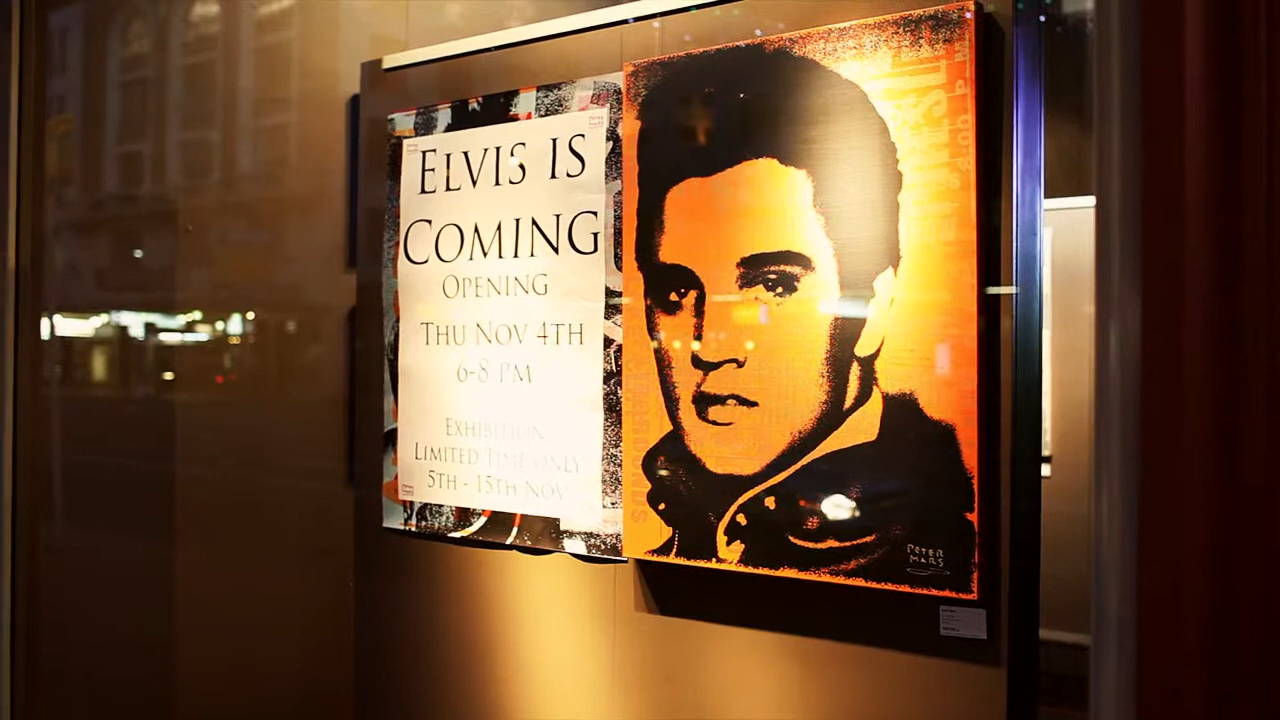 ELVIS IS
COMING
OPENING
THU NOV 4TH
6-8 PM
EXHIBITION
LIMITED TIME ONLY
5TH - 15TH NOV
PETER
MARS